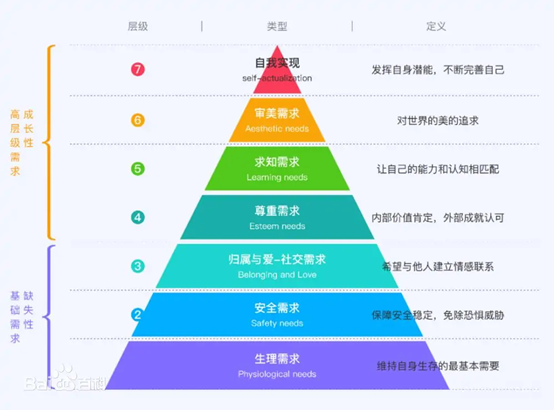 层级 类型 定义
7 自我实现 发挥自身潜能，不断完善自己
self-actualization
6 审美需求 对世界的美的追求
Aesthetic needs
5 求知需求 让自己的能力和认知相匹配
Learning needs
4 尊重需求 内部价值肯定，外部成就认可
Esteem needs
3 归属与爱-社交需求 希望与他人建立情感联系
Belonging and Love
2 安全需求 保障安全稳定，免除恐惧威胁
Safety needs
生理需求 维持自身生存的最基本需要
Physiological needs
成长性
高层级需求
缺失性
基础需求
Bai百科